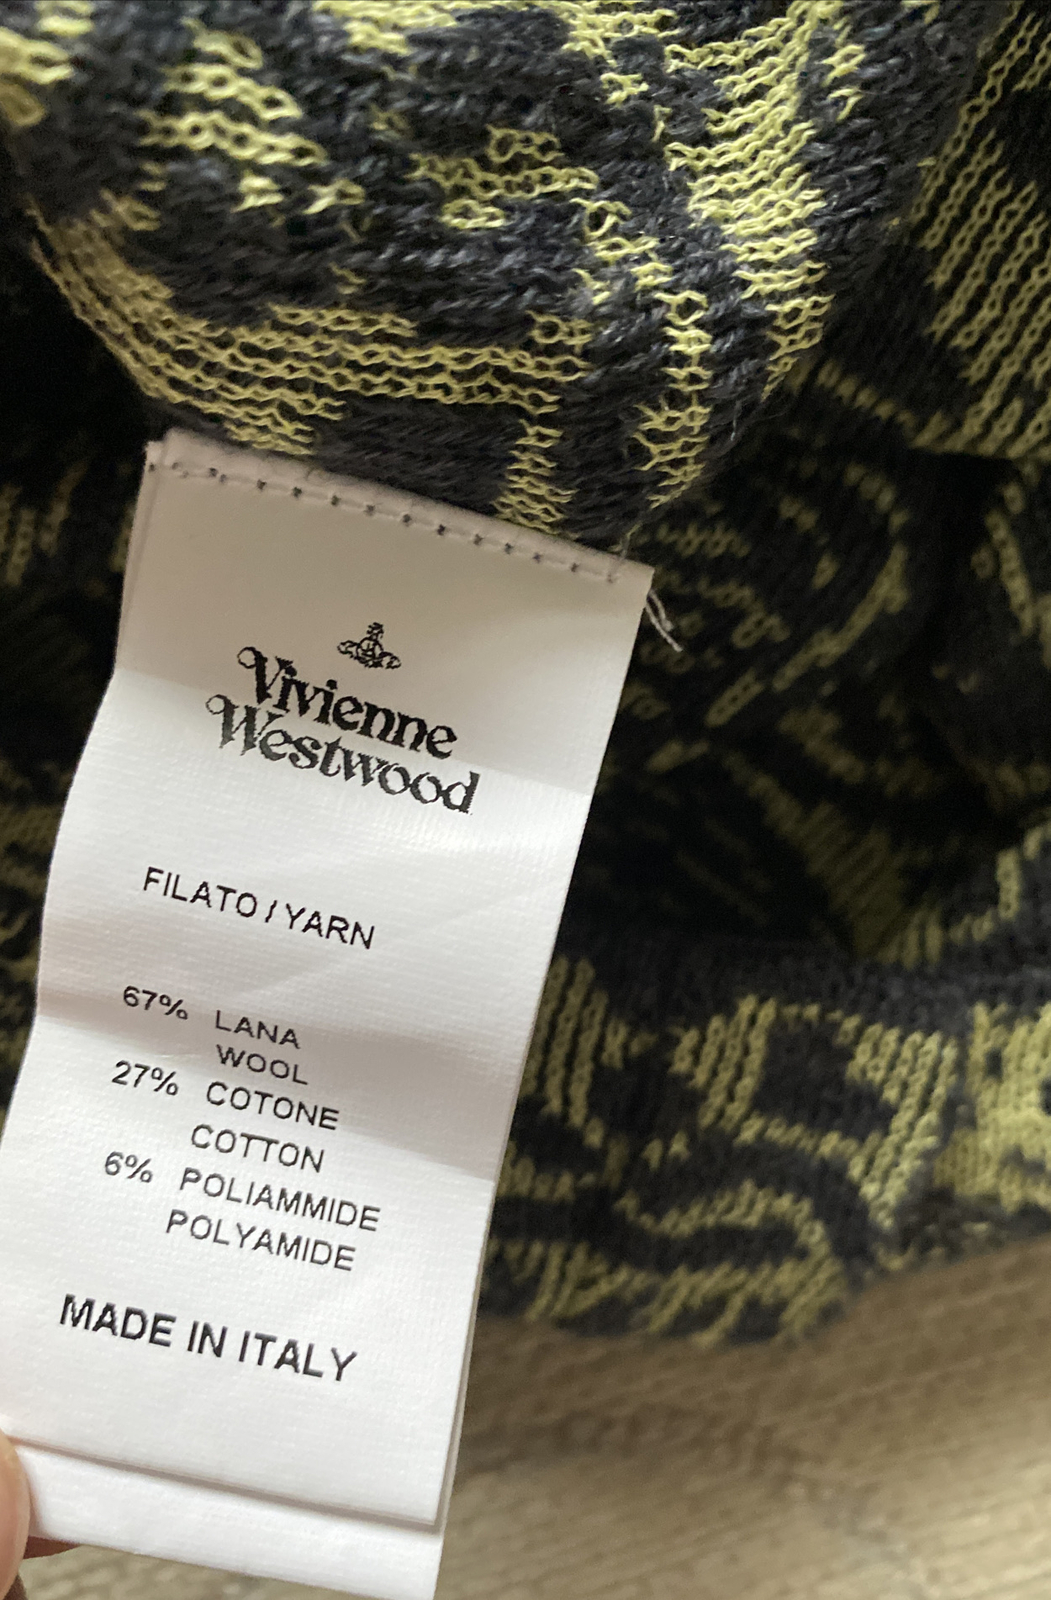 Vivienne
Westwood
FILATO / YARN
67% LANA
WOOL
27% COTONE
COTTON
6% POLIAMMIDE
POLYAMIDE
MADE IN ITALY